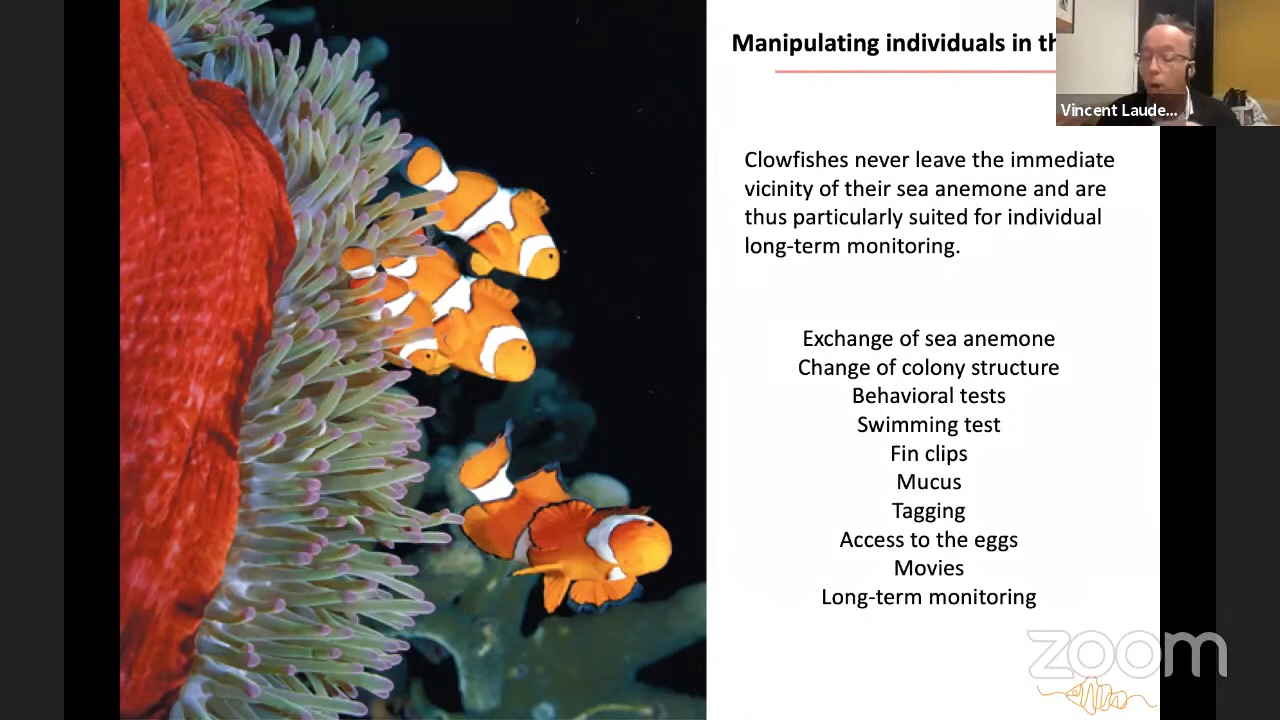 Manipulating individuals in th
Vincent Laude...
Clowfishes never leave the immediate
vicinity of their sea anemone and are
thus particularly suited for individual
long-term monitoring.
Exchange of sea anemone
Change of colony structure
Behavioral tests
Swimming test
Fin clips
Mucus
Tagging
Access to the eggs
Movies
Long-term monitoring
zoom